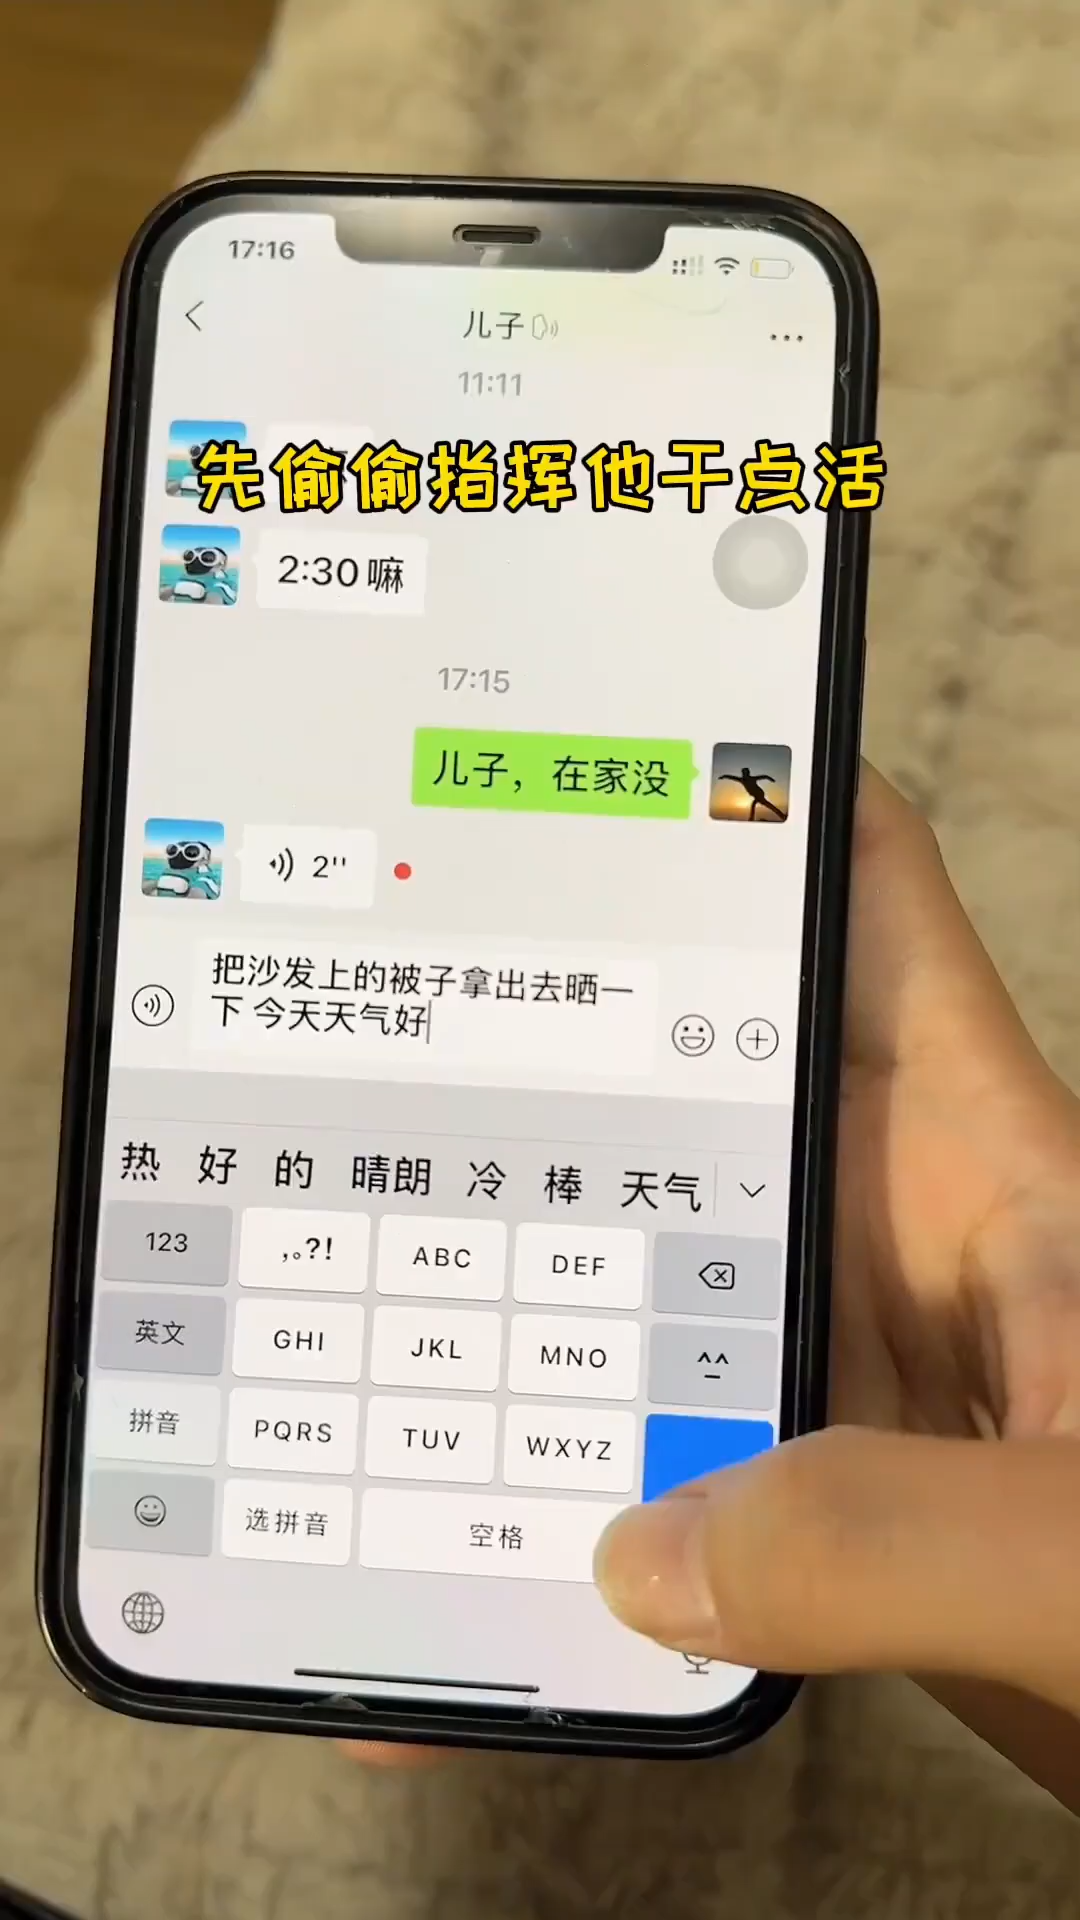 17:16
儿子
11:11
先偷偷指挥他干点活
2:30嘛
17:15
儿子，在家没
2''
把沙发上的被子拿出去晒一
下 今天天气好
热 好 的 晴朗 冷 棒 天气
123 ,。?! ABC DEF
英文 GHI JKL MNO ^^
拼音 PQRS TUV WXYZ
选拼音 空格